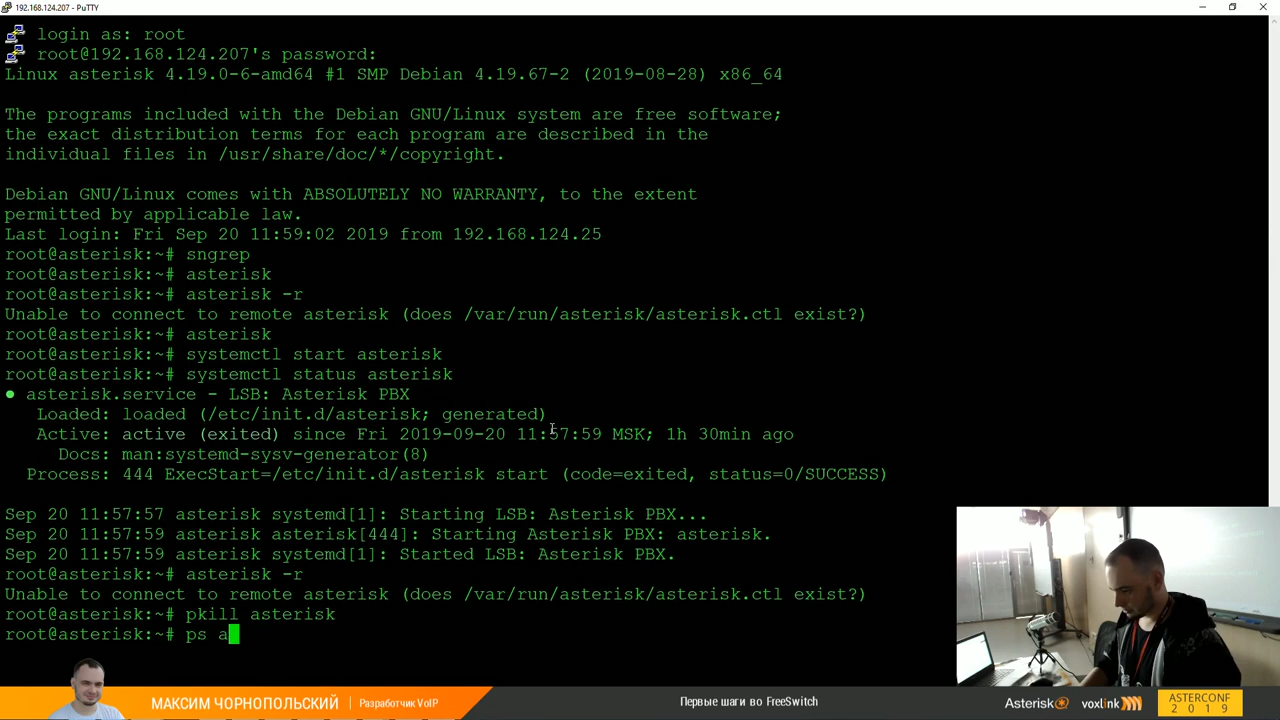 192.168.124.207 - PuTTY
login as: root
root@192.168.124.207's password:
Linux asterisk 4.19.0-6-amd64 #1 SMP Debian 4.19.67-2 (2019-08-28) x86_64
The programs included with the Debian GNU/Linux system are free software;
the exact distribution terms for each program are described in the
individual files in /usr/share/doc/*/copyright.
Debian GNU/Linux comes with ABSOLUTELY NO WARRANTY, to the extent
permitted by applicable law.
Last login: Fri Sep 20 11:59:02 2019 from 192.168.124.25
root@asterisk:~# sngrep
root@asterisk:~# asterisk
root@asterisk:~# asterisk -r
Unable to connect to remote asterisk (does /var/run/asterisk/asterisk.ctl exist?)
root@asterisk:~# asterisk
root@asterisk:~# systemctl start asterisk
root@asterisk:~# systemctl status asterisk
● asterisk.service - LSB: Asterisk PBX
Loaded: loaded (/etc/init.d/asterisk; generated)
Active: active (exited) since Fri 2019-09-20 11:57:59 MSK; 1h 30min ago
Docs: man:systemd-sysv-generator(8)
Process: 444 ExecStart=/etc/init.d/asterisk start (code=exited, status=0/SUCCESS)
Sep 20 11:57:57 asterisk systemd[1]: Starting LSB: Asterisk PBX...
Sep 20 11:57:59 asterisk asterisk[444]: Starting Asterisk PBX: asterisk.
Sep 20 11:57:59 asterisk systemd[1]: Started LSB: Asterisk PBX.
root@asterisk:~# asterisk -r
Unable to connect to remote asterisk (does /var/run/asterisk/asterisk.ctl exist?)
root@asterisk:~# pkill asterisk
root@asterisk:~# ps a
МАКСИМ ЧОРНОПОЛЬСКИЙ | Разработчик VoIP
Первые шаги во FreeSwitch
Asterisk voxlink
ASTERCONF
2019